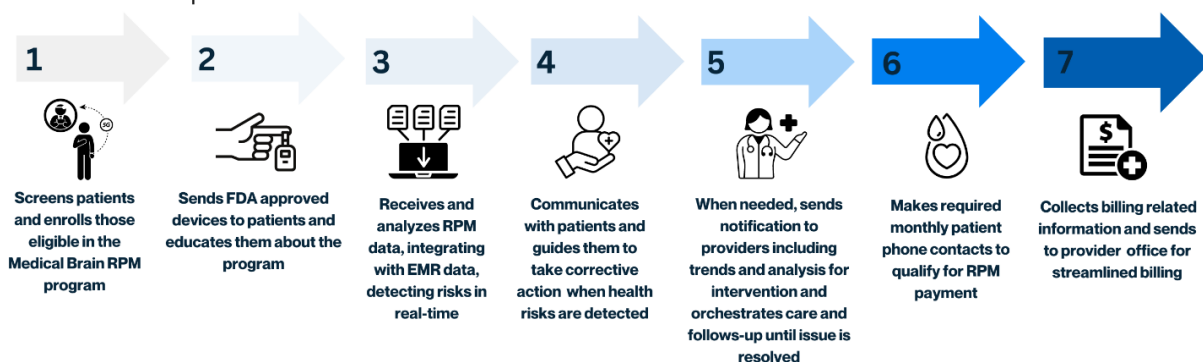 1
Screens patients
and enrolls those
eligible in the
Medical Brain RPM
program
2
Sends FDA approved
devices to patients and
educates them about the
program
3
Receives and
analyzes RPM
data, integrating
with EMR data,
detecting risks in
real-time
4
Communicates
with patients and
guides them to
take corrective
action when health
risks are detected
5
When needed, sends
notification to
providers including
trends and analysis for
intervention and
orchestrates care and
follows-up until issue is
resolved
6
Makes required
monthly patient
phone contacts to
qualify for RPM
payment
7
$
Collects billing related
information and sends
to provider office for
streamlined billing